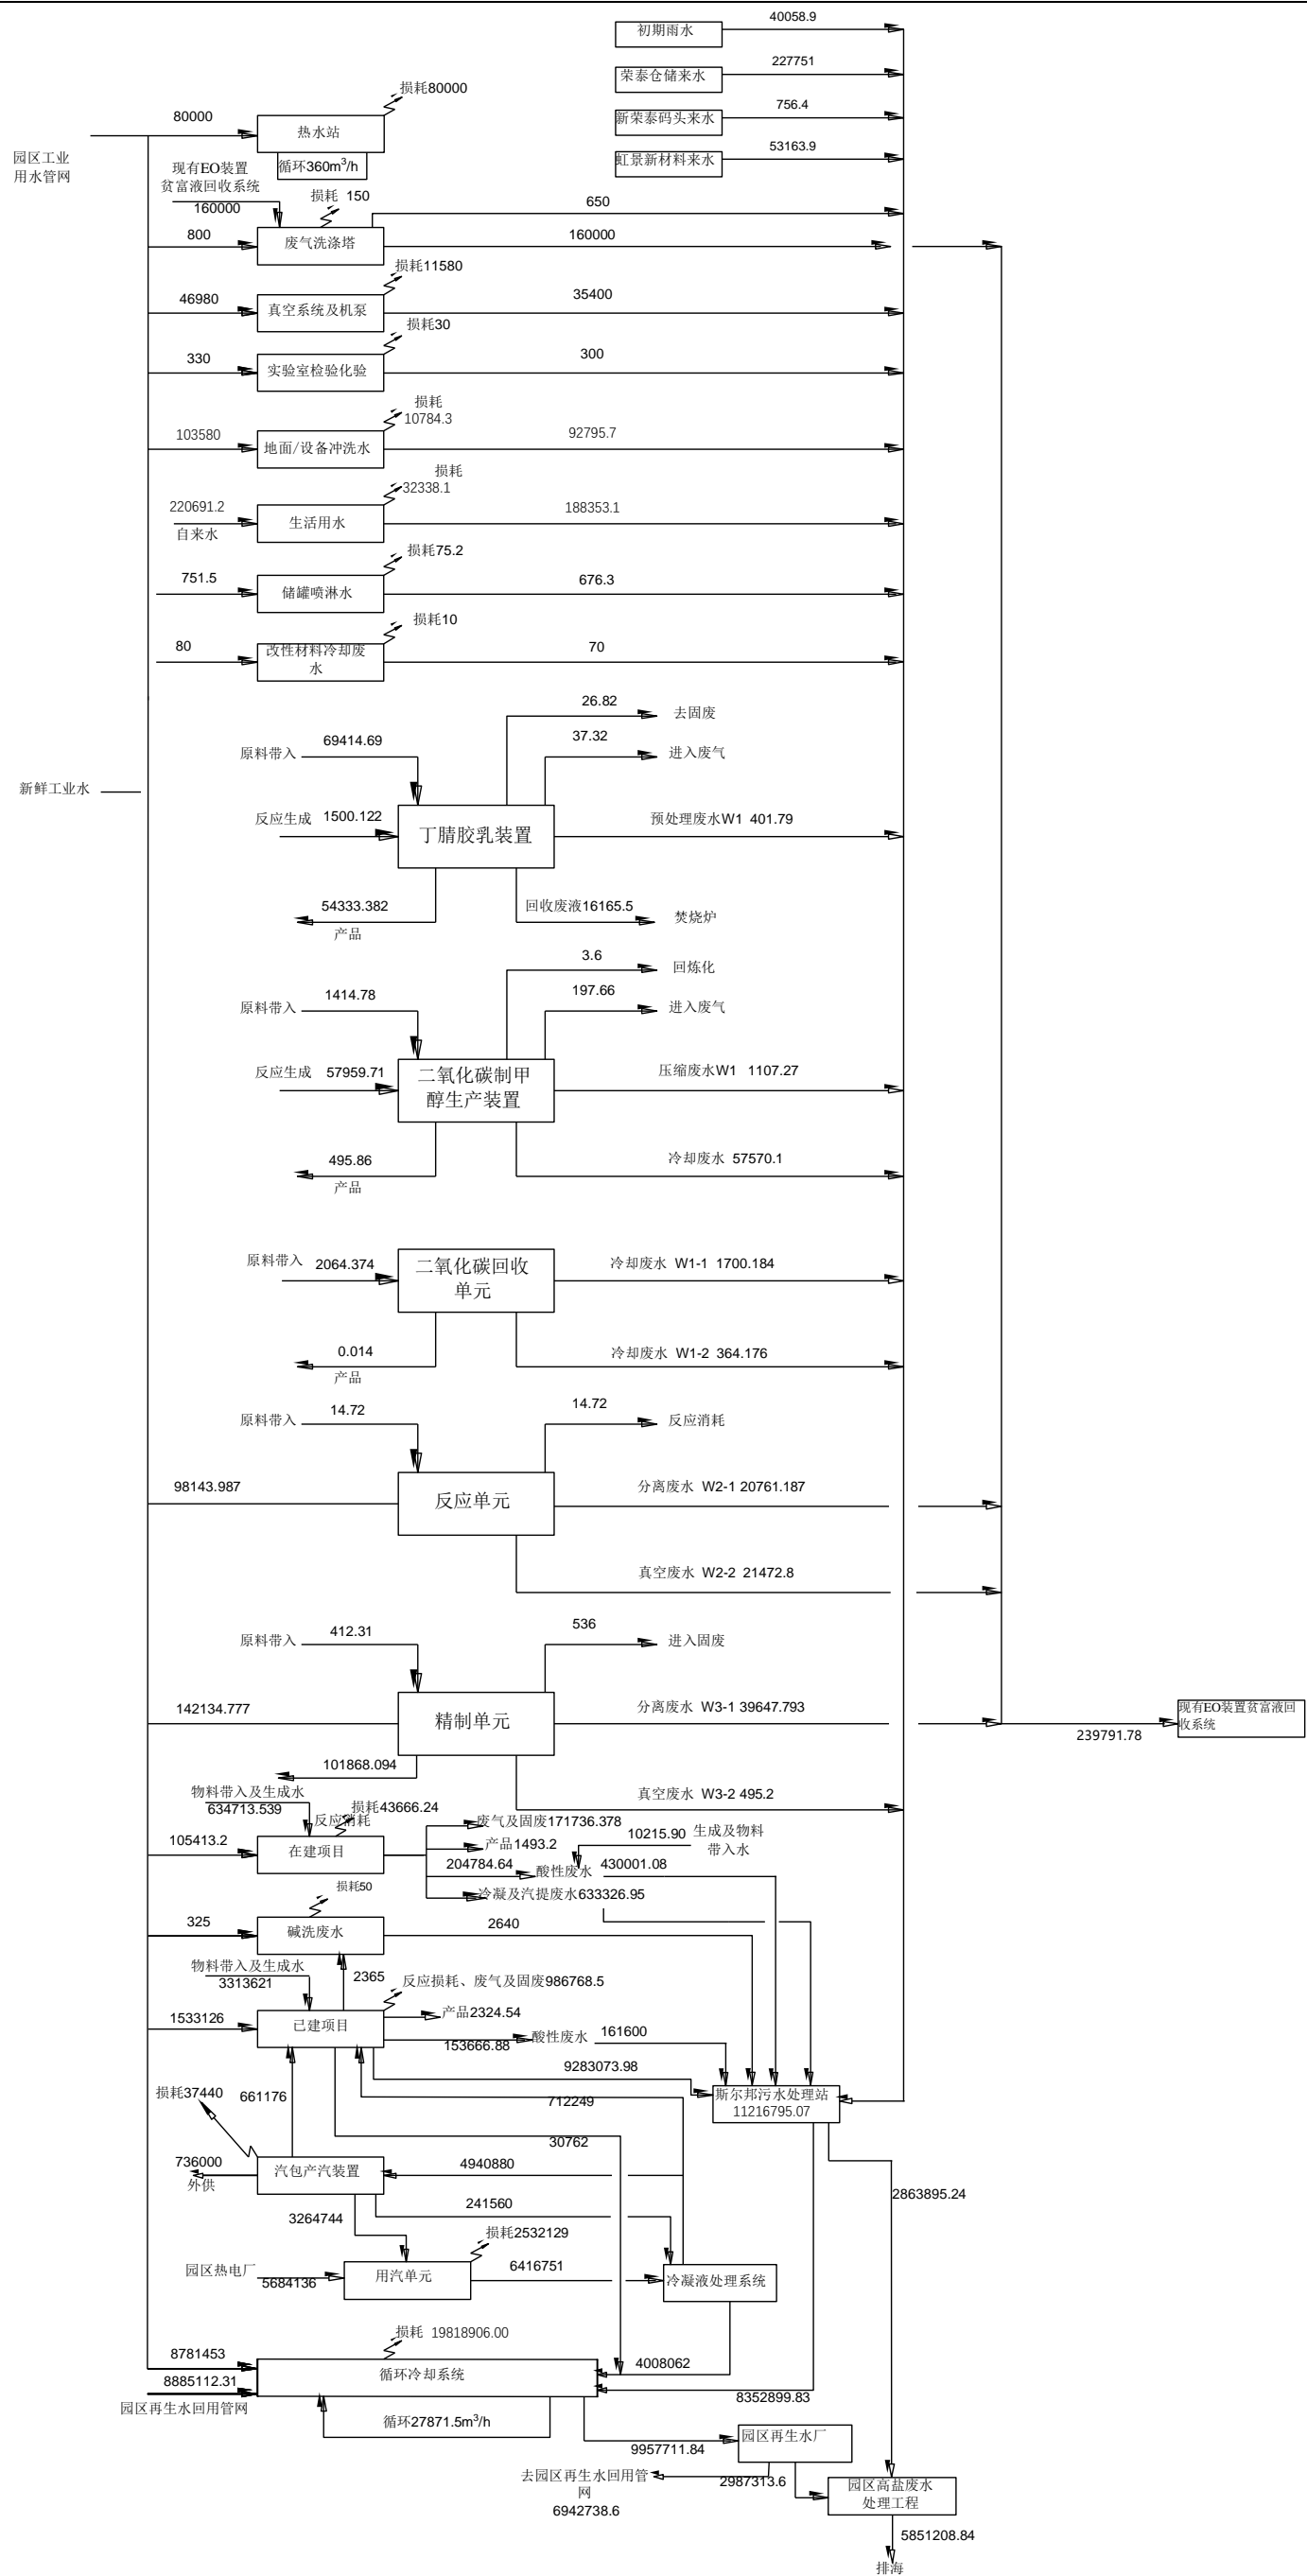 40058.9
初期雨水
227751
荣泰仓储来水
损耗80000
756.4
80000
新荣泰码头来水
热水站
53163.9
园区工业
用水管网
虹景新材料来水
循环360m³/h
现有EO装置
贫富液回收系统
160000
损耗 150
650
800
废气洗涤塔
160000
损耗11580
46980
真空系统及机泵
35400
损耗30
330
实验室检验化验
300
损耗
10784.3
103580
地面/设备冲洗水
92795.7
损耗
32338.1
220691.2
自来水
生活用水
188353.1
损耗75.2
751.5
储罐喷淋水
676.3
损耗10
80
改性材料冷却废
水
70
26.82
去固废
原料带入
69414.69
37.32
进入废气
新鲜工业水
反应生成
1500.122
丁腈胶乳装置
预处理废水W1 401.79
54333.382
产品
回收废液16165.5
焚烧炉
3.6
回炼化
原料带入
1414.78
197.66
进入废气
反应生成
57959.71
二氧化碳制甲
醇生产装置
压缩废水W1 1107.27
495.86
产品
冷却废水 57570.1
原料带入
2064.374
二氧化碳回收
单元
冷却废水 W1-1 1700.184
0.014
产品
冷却废水 W1-2 364.176
原料带入
14.72
14.72
反应消耗
98143.987
反应单元
分离废水 W2-1 20761.187
真空废水 W2-2 21472.8
原料带入
412.31
536
进入固废
142134.777
精制单元
分离废水 W3-1 39647.793
现有EO装置贫富液回
收系统
239791.78
101868.094
真空废水 W3-2 495.2
物料带入及生成水
634713.539
反应消耗
损耗43666.24
废气及固废171736.378
105413.2
在建项目
产品1493.2
10215.90
生成及物料
带入水
204784.64
酸性废水
430001.08
冷凝及汽提废水633326.95
损耗50
325
碱洗废水
2640
物料带入及生成水
3313621
2365
反应损耗、废气及固废986768.5
1533126
已建项目
产品2324.54
153666.88
酸性废水
161600
9283073.98
损耗37440
661176
712249
斯尔邦污水处理站
11216795.07
30762
736000
外供
汽包产汽装置
4940880
2863895.24
3264744
241560
损耗2532129
园区热电厂
5684136
用汽单元
6416751
冷凝液处理系统
损耗 19818906.00
8781453
循环冷却系统
4008062
8885112.31
园区再生水回用管网
8352899.83
循环27871.5m³/h
9957711.84
园区再生水厂
去园区再生水回用管
网
6942738.6
2987313.6
园区高盐废水
处理工程
5851208.84
排海